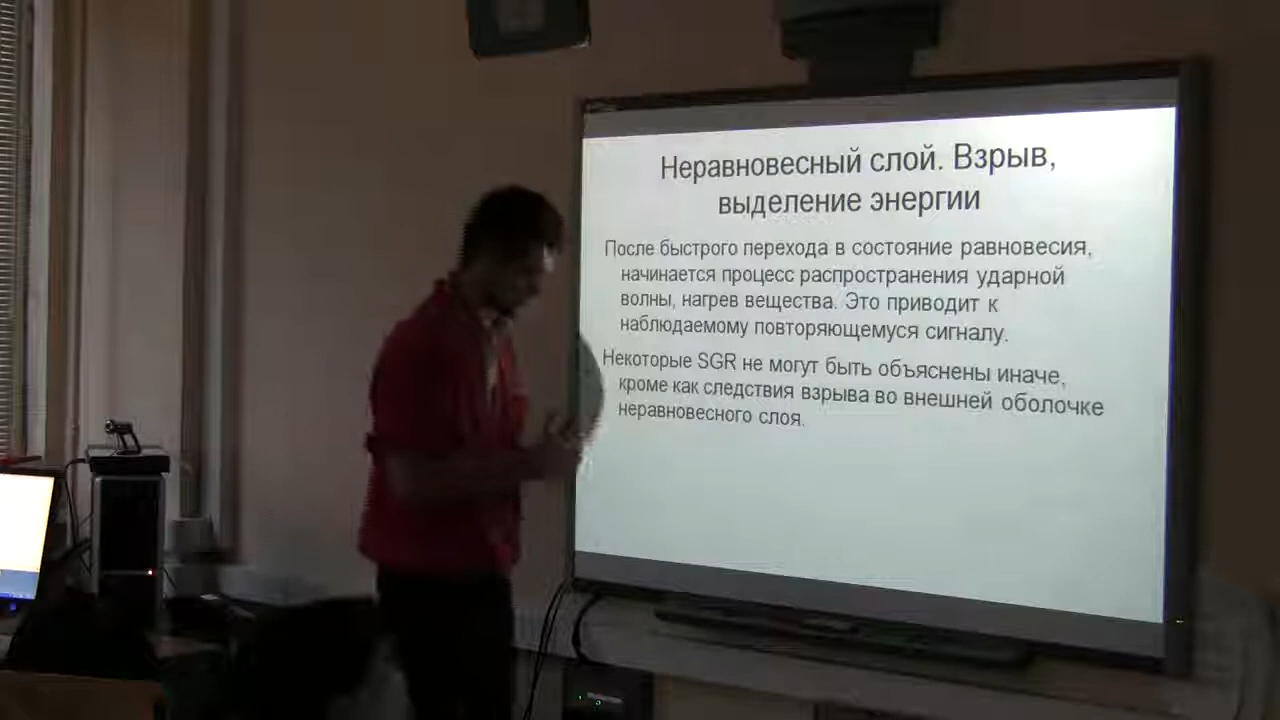 Неравновесный слой. Взрыв,
выделение энергии
После быстрого перехода в состояние равновесия,
начинается процесс распространения ударной
волны, нагрев вещества. Это приводит к
наблюдаемому повторяющемуся сигналу.
Некоторые SGR не могут быть объяснены иначе,
кроме как следствия взрыва во внешней оболочке
неравновесного слоя.